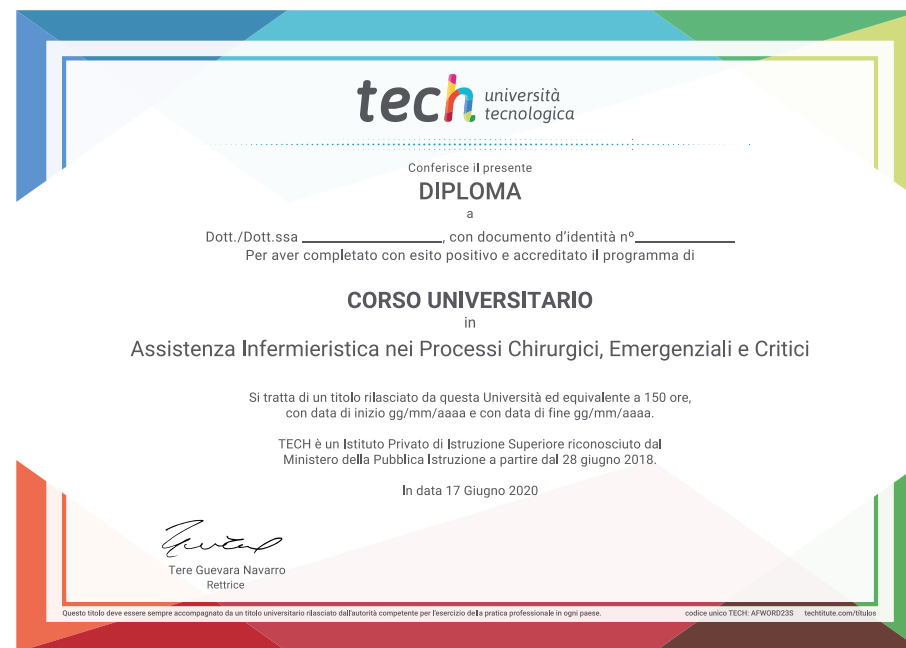 tech università
tecnologica
Conferisce il presente
DIPLOMA
a
Dott./Dott.ssa ____________, con documento d'identità nº__________
Per aver completato con esito positivo e accreditato il programma di
CORSO UNIVERSITARIO
in
Assistenza Infermieristica nei Processi Chirurgici, Emergenziali e Critici
Si tratta di un titolo rilasciato da questa Università ed equivalente a 150 ore,
con data di inizio gg/mm/aaaa e con data di fine gg/mm/aaaa.
TECH è un Istituto Privato di Istruzione Superiore riconosciuto dal
Ministero della Pubblica Istruzione a partire dal 28 giugno 2018.
In data 17 Giugno 2020
Tere Guevara Navarro
Rettrice
Questo titolo deve essere sempre accompagnato da un titolo universitario rilasciato dall'autorità competente per l'esercizio della pratica professionale in ogni paese. codice unico TECH: AFWORD23S techtitute.com/títulos